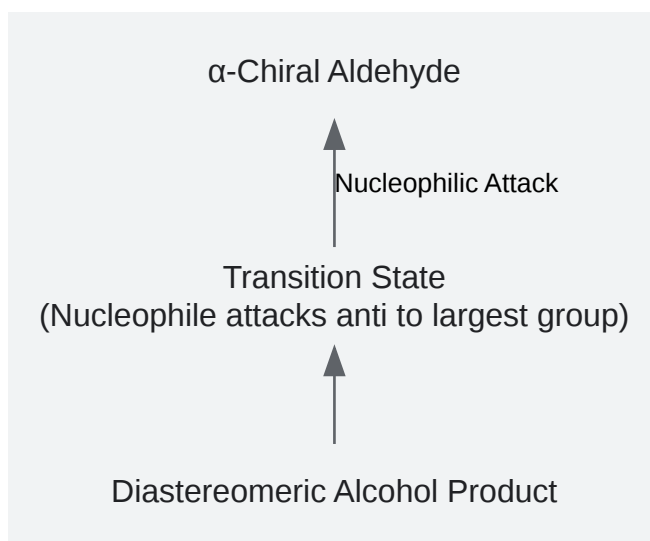 α-Chiral Aldehyde
Nucleophilic Attack
Transition State
(Nucleophile attacks anti to largest group)
Diastereomeric Alcohol Product